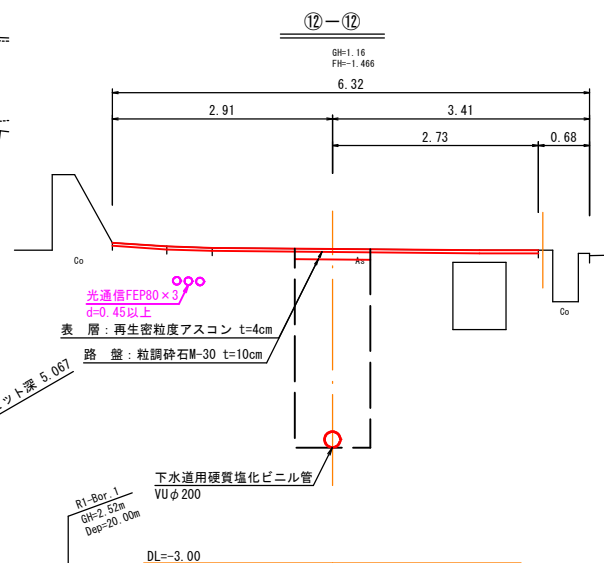 ⑫―⑫
GH=1.16
FH=-1.466
6.32
2.91
3.41
2.73
0.68
Co
As
Co
光通信FEP80×3
d=0.45以上
表 層：再生密粒度アスコン t=4cm
路 盤：粒調砕石M-30 t=10cm
ット深 5.067
下水道用硬質塩化ビニル管
VUφ200
R1-Bor.1
GH=2.52m
Dep=20.00m
DL=-3.00